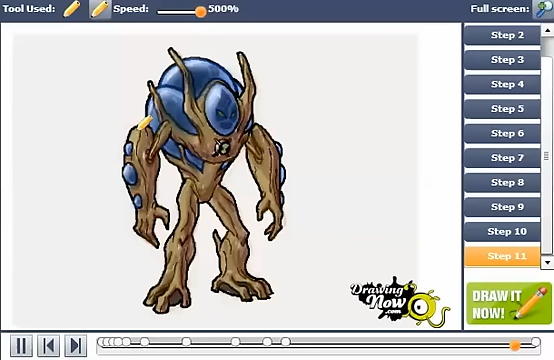 Tool Used: Speed: 500% Full screen:
Step 2
Step 3
Step 4
Step 5
Step 6
Step 7
Step 8
Step 9
Step 10
Step 11
Drawing
Now.com
DRAW IT
NOW!